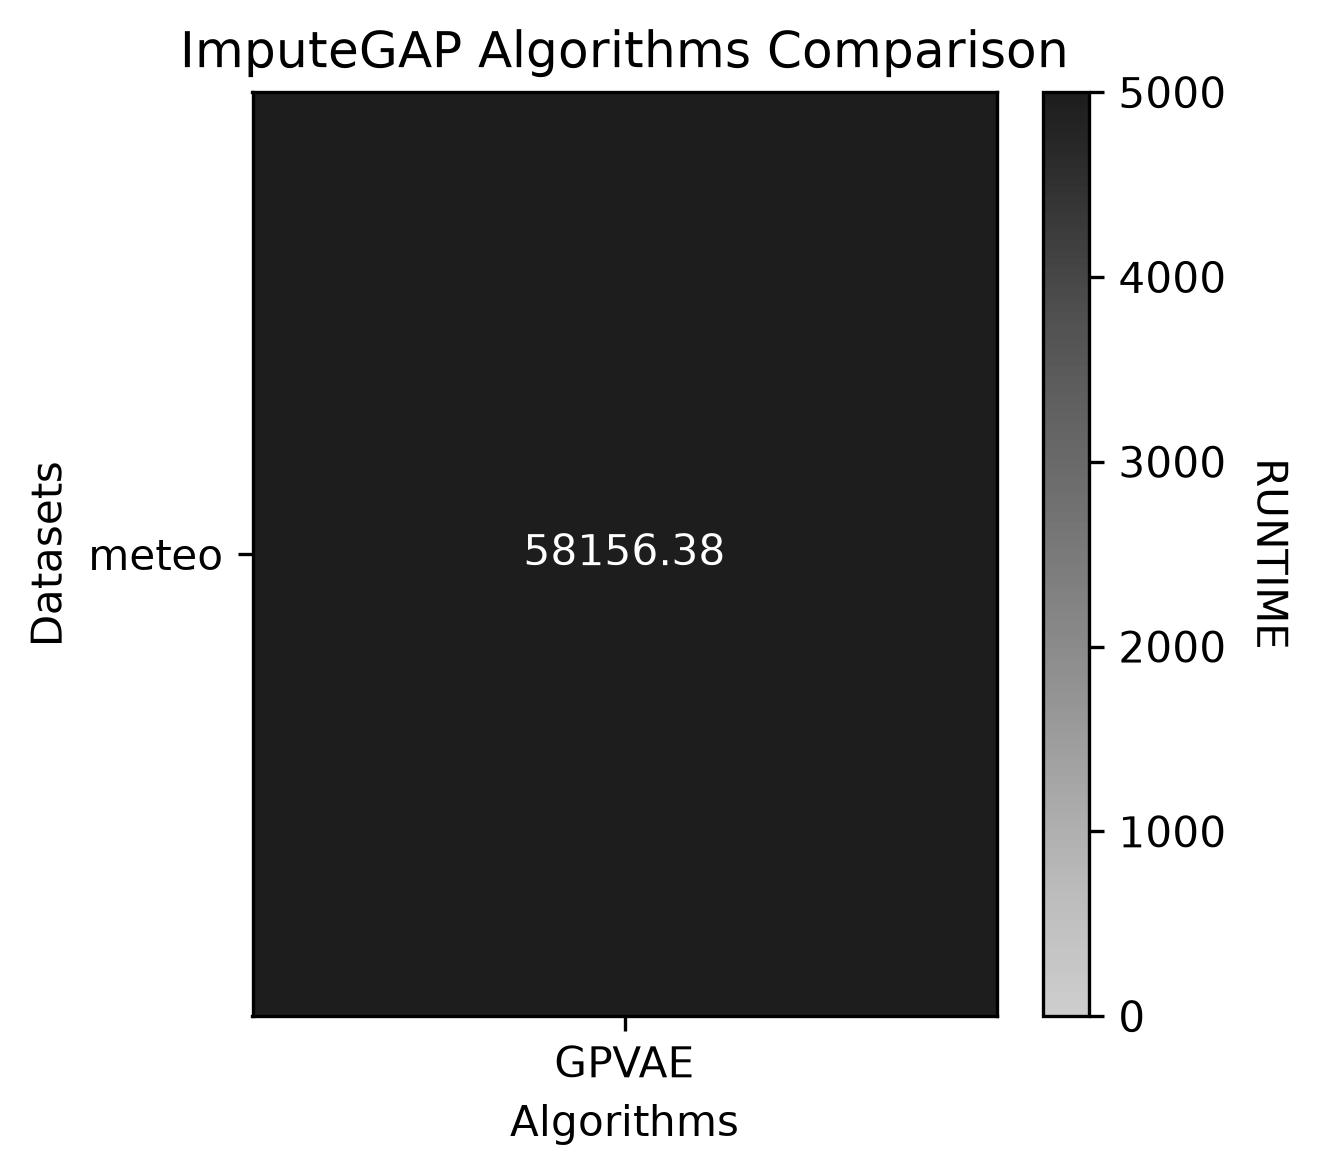 ImputeGAP Algorithms Comparison
5000
4000
3000
2000
1000
0
RUNTIME
Datasets
meteo
58156.38
GPVAE
Algorithms